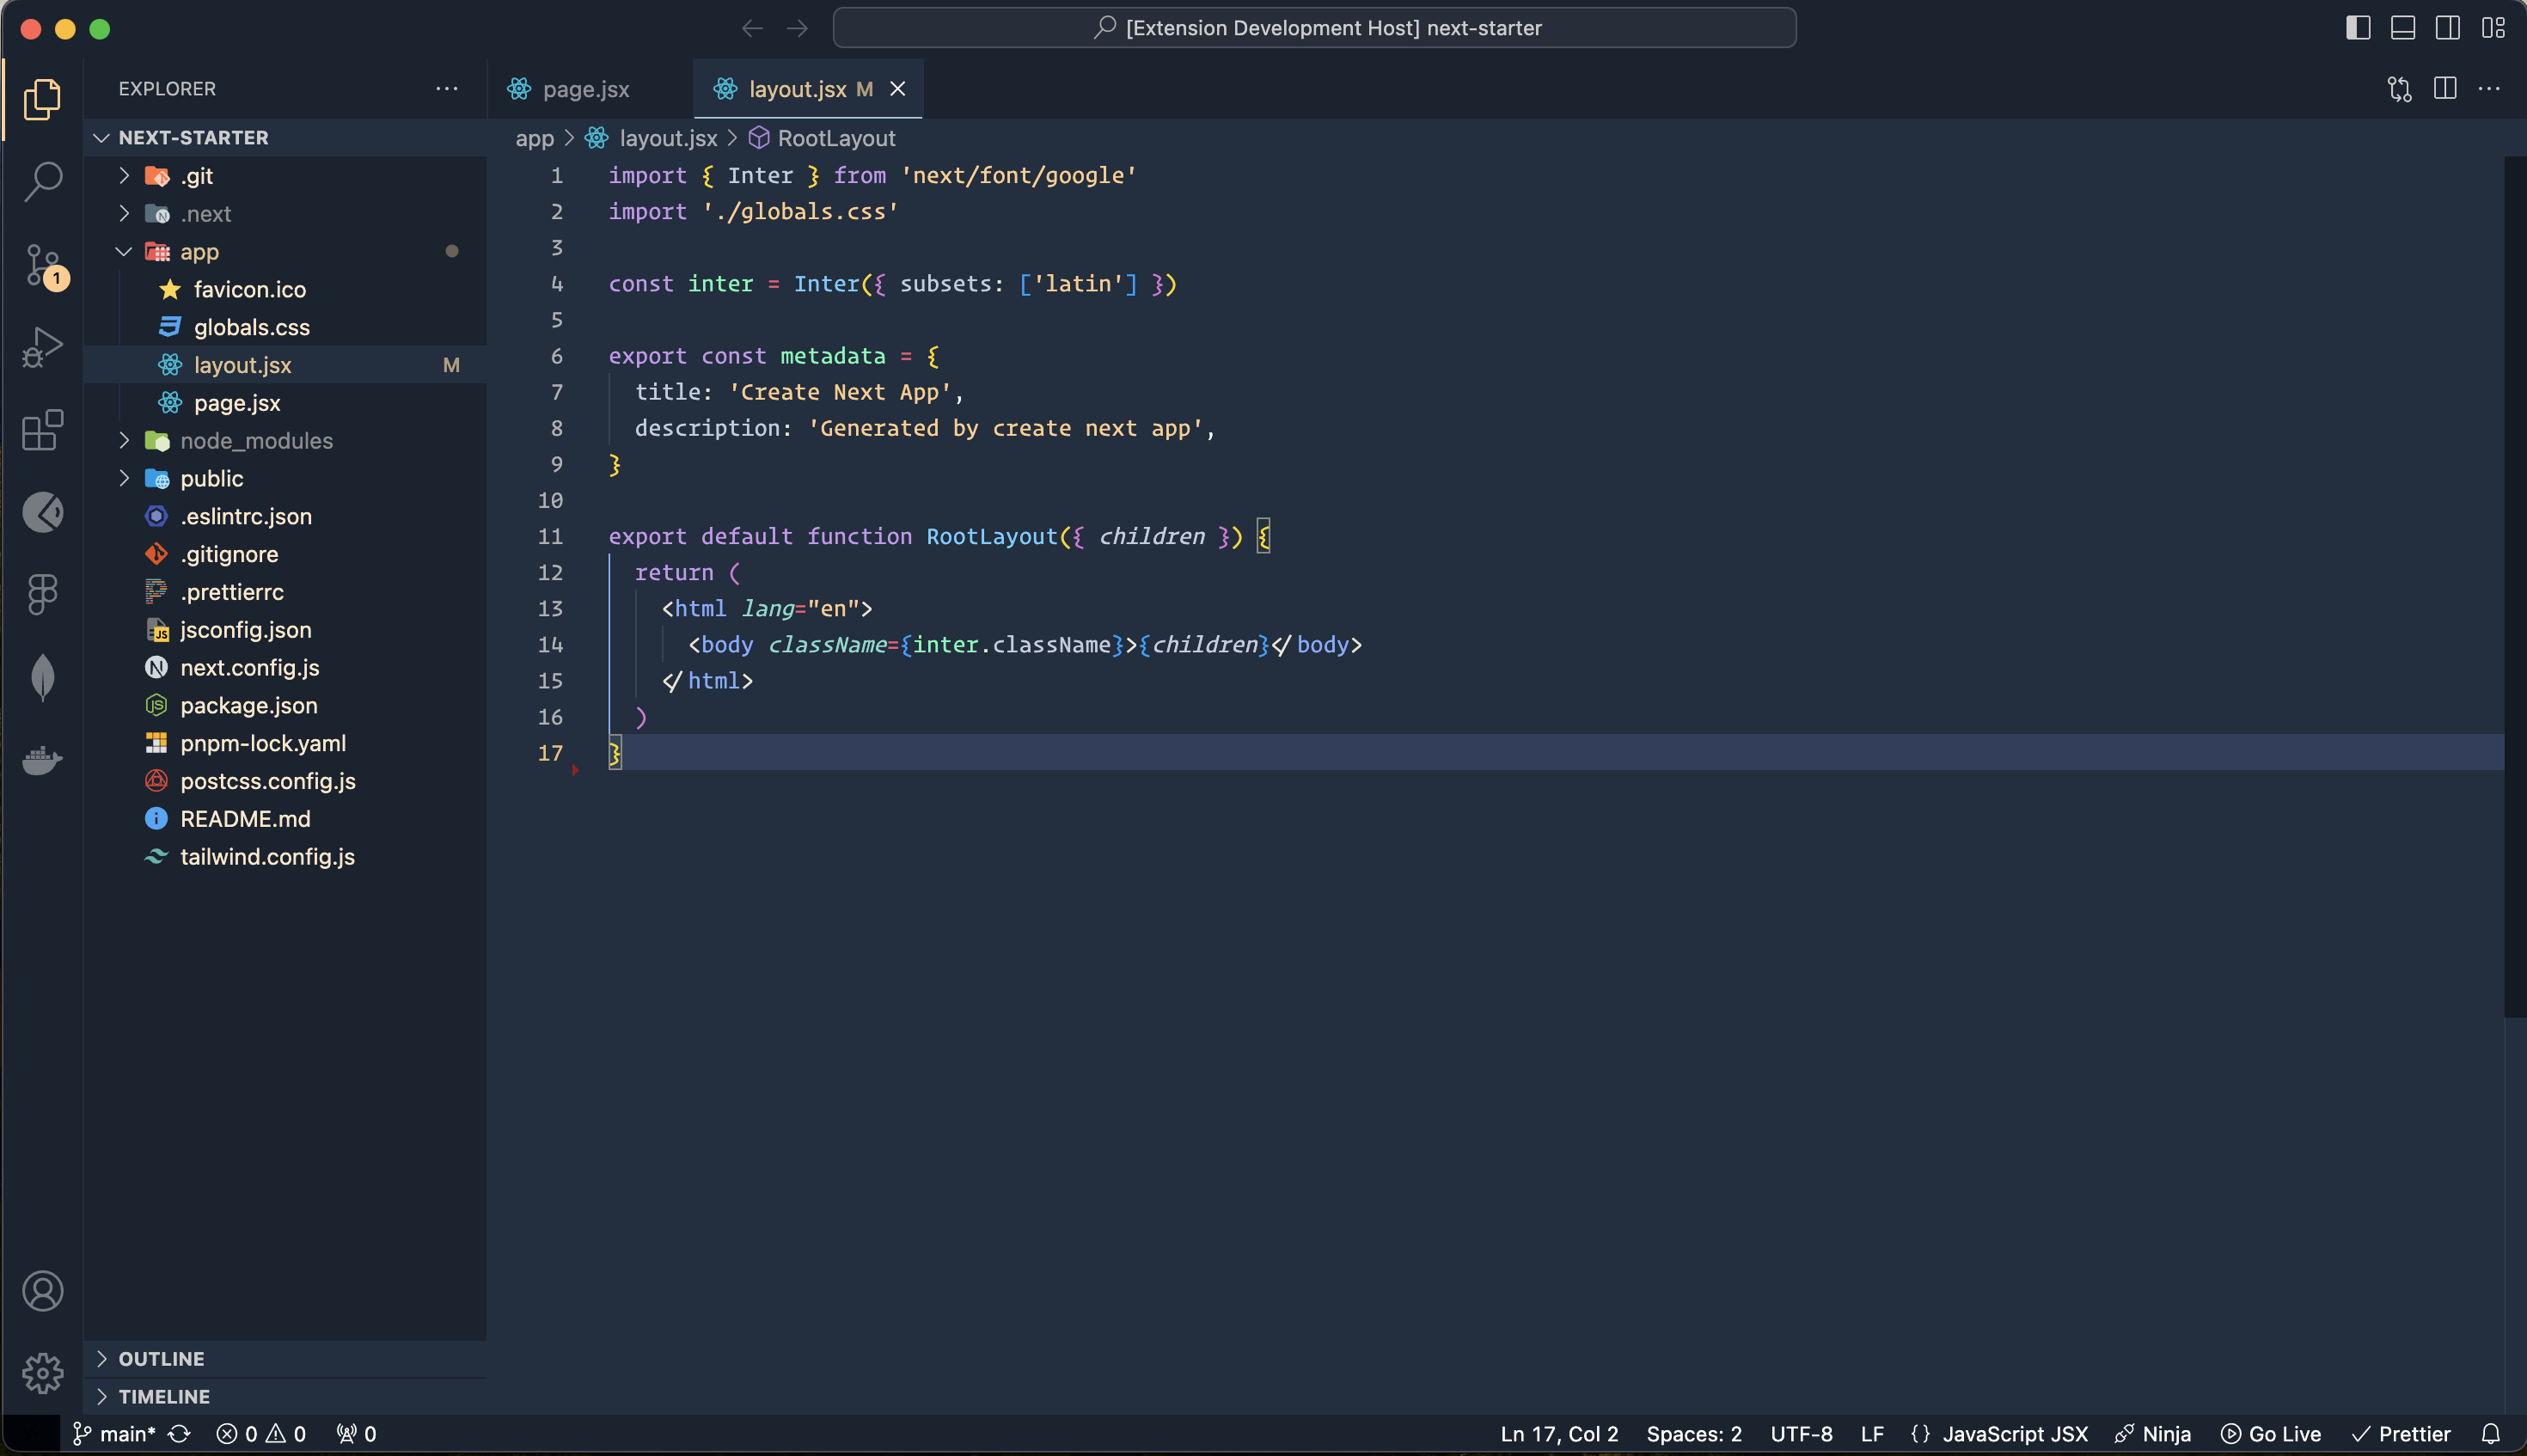 [Extension Development Host] next-starter
EXPLORER
NEXT-STARTER
.git
.next
app
favicon.ico
globals.css
layout.jsx M
page.jsx
node_modules
public
.eslintrc.json
.gitignore
.prettierrc
jsconfig.json
next.config.js
package.json
pnpm-lock.yaml
postcss.config.js
README.md
tailwind.config.js
OUTLINE
TIMELINE
1
page.jsx
layout.jsx M
app > layout.jsx > RootLayout
1 import { Inter } from 'next/font/google'
2 import './globals.css'
3
4 const inter = Inter({ subsets: ['latin'] })
5
6 export const metadata = {
7   title: 'Create Next App',
8   description: 'Generated by create next app',
9 }
10
11 export default function RootLayout({ children }) {
12   return (
13     <html lang="en">
14       <body className={inter.className}>{children}</body>
15     </html>
16   )
17 }
main* 0 0 0 Ln 17, Col 2 Spaces: 2 UTF-8 LF {} JavaScript JSX Ninja Go Live Prettier